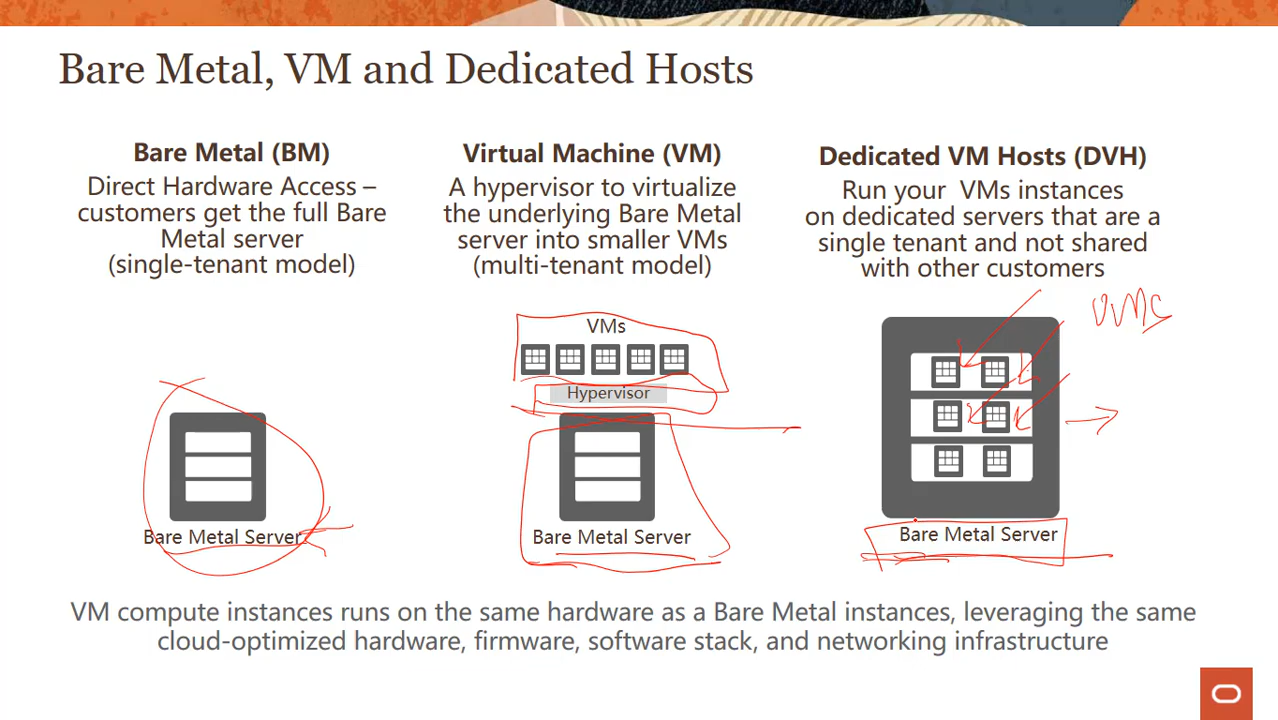 Bare Metal, VM and Dedicated Hosts
Bare Metal (BM)
Direct Hardware Access –
customers get the full Bare
Metal server
(single-tenant model)
Bare Metal Server
Virtual Machine (VM)
A hypervisor to virtualize
the underlying Bare Metal
server into smaller VMs
(multi-tenant model)
VMs
Hypervisor
Bare Metal Server
Dedicated VM Hosts (DVH)
Run your VMs instances
on dedicated servers that are a
single tenant and not shared
with other customers
Bare Metal Server
VM compute instances runs on the same hardware as a Bare Metal instances, leveraging the same
cloud-optimized hardware, firmware, software stack, and networking infrastructure